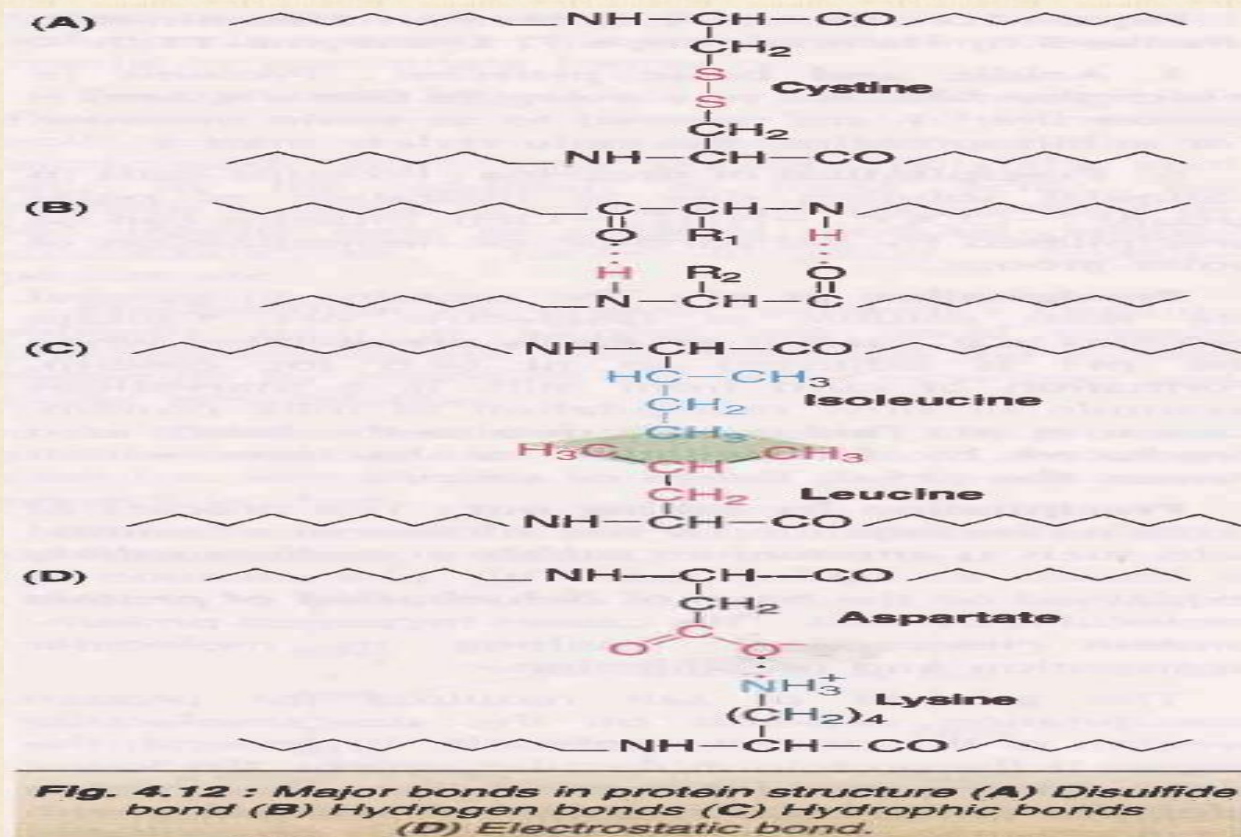 (A) NH—CH—CO
CH2
S
S
Cystine
CH2
NH—CH—CO
(B) C—CH—N
O R1 H
H R2 O
N—CH—C
(C) NH—CH—CO
HC—CH3
Isoleucine
CH2
CH3
H3C CH3
CH
CH2
Leucine
NH—CH—CO
(D) NH—CH—CO
CH2
Aspartate
C
O O−
NH3+
Lysine
(CH2)4
NH—CH—CO
Fig. 4.12 : Major bonds in protein structure (A) Disulfide
bond (B) Hydrogen bonds (C) Hydrophic bonds
(D) Electrostatic bond.